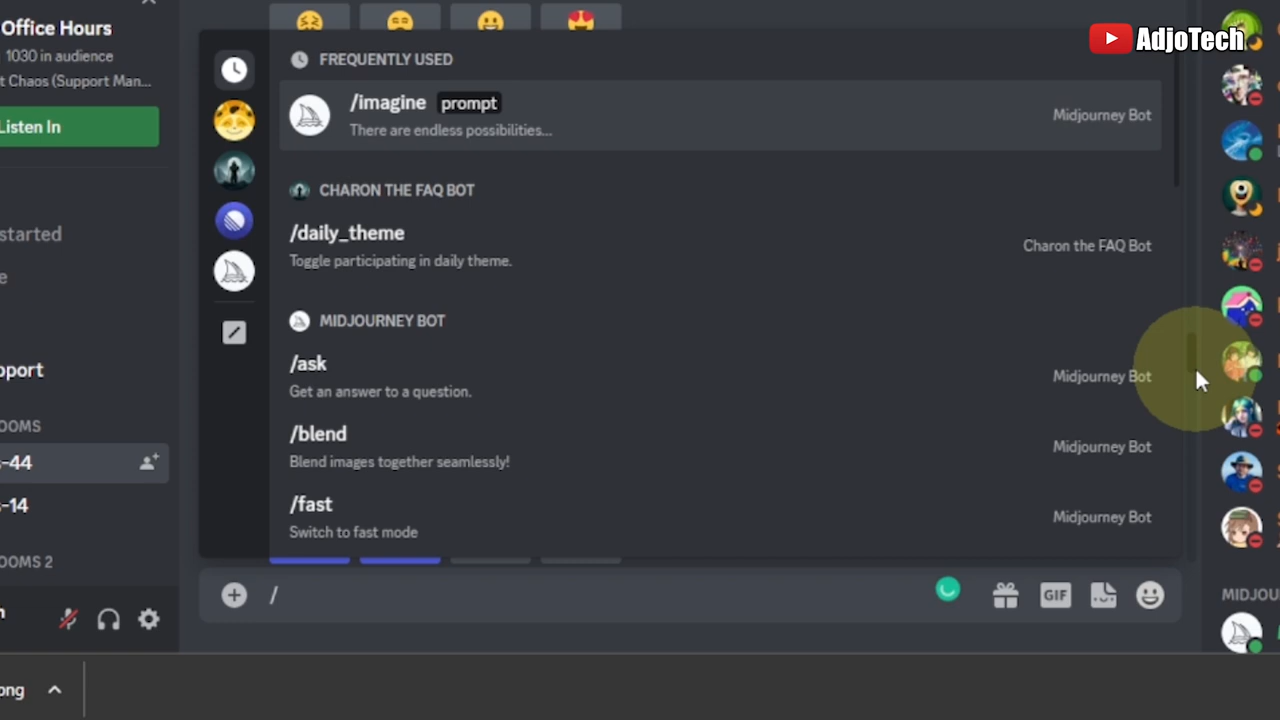 Office Hours
1030 in audience
t Chaos (Support Man...
Listen In
started
e
pport
OOMS
-44
-14
OOMS 2
n
ong
AdjoTech
FREQUENTLY USED
/imagine prompt
There are endless possibilities...
Midjourney Bot
CHARON THE FAQ BOT
/daily_theme
Toggle participating in daily theme.
Charon the FAQ Bot
MIDJOURNEY BOT
/ask
Get an answer to a question.
Midjourney Bot
/blend
Blend images together seamlessly!
Midjourney Bot
/fast
Switch to fast mode
Midjourney Bot
/
GIF
MIDJOU